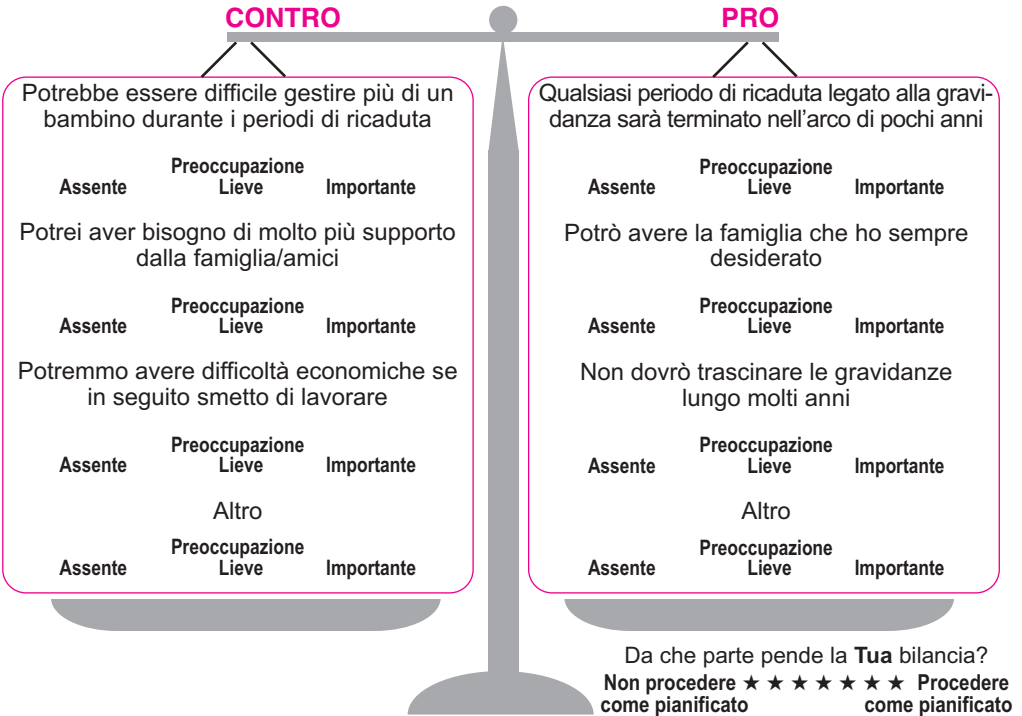 CONTRO
Potrebbe essere difficile gestire più di un
bambino durante i periodi di ricaduta
Preoccupazione
Assente Lieve Importante
Potrei aver bisogno di molto più supporto
dalla famiglia/amici
Preoccupazione
Assente Lieve Importante
Potremmo avere difficoltà economiche se
in seguito smetto di lavorare
Preoccupazione
Assente Lieve Importante
Altro
Preoccupazione
Assente Lieve Importante
PRO
Qualsiasi periodo di ricaduta legato alla gravi-
danza sarà terminato nell'arco di pochi anni
Preoccupazione
Assente Lieve Importante
Potrò avere la famiglia che ho sempre
desiderato
Preoccupazione
Assente Lieve Importante
Non dovrò trascinare le gravidanze
lungo molti anni
Preoccupazione
Assente Lieve Importante
Altro
Preoccupazione
Assente Lieve Importante
Da che parte pende la Tua bilancia?
Non procedere ★ ★ ★ ★ ★ ★ ★ Procedere
come pianificato come pianificato